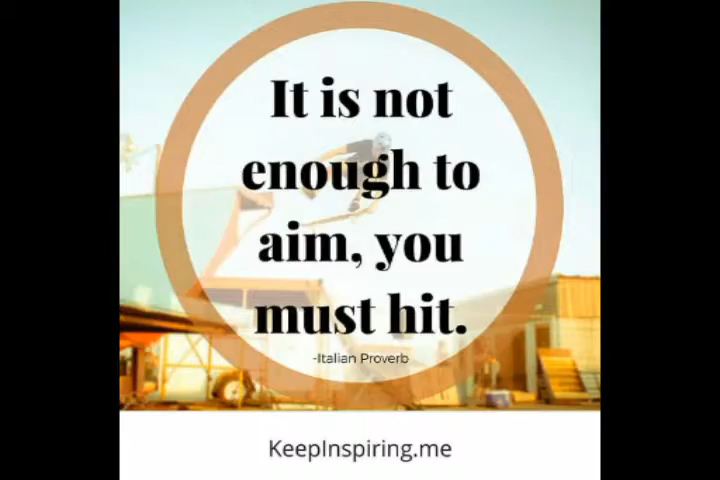 It is not
enough to
aim, you
must hit.
-Italian Proverb
KeepInspiring.me